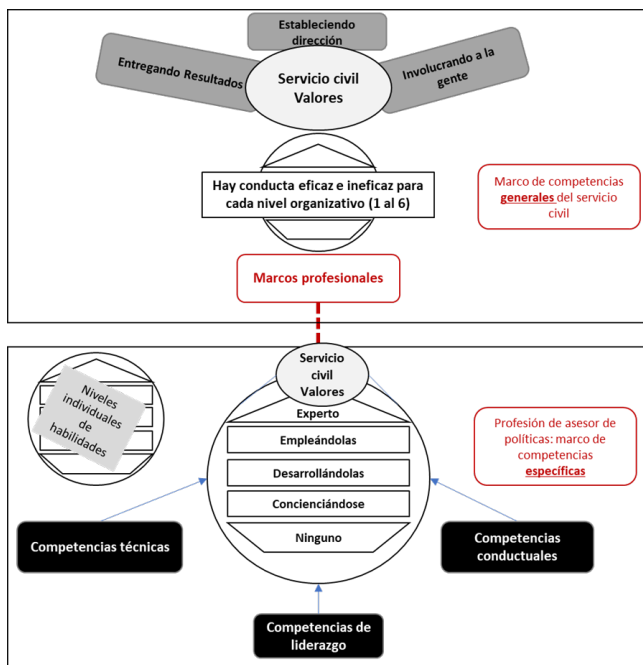 Estableciendo
dirección
Entregando Resultados
Involucrando a la
gente
Servicio civil
Valores
Hay conducta eficaz e ineficaz para
cada nivel organizativo (1 al 6)
Marco de competencias
generales del servicio
civil
Marcos profesionales
Servicio
civil
Valores
Niveles
individuales
de
habilidades
Experto
Empleándolas
Desarrollándolas
Concienciándose
Ninguno
Profesión de asesor de
políticas: marco de
competencias
específicas
Competencias técnicas
Competencias
conductuales
Competencias de
liderazgo